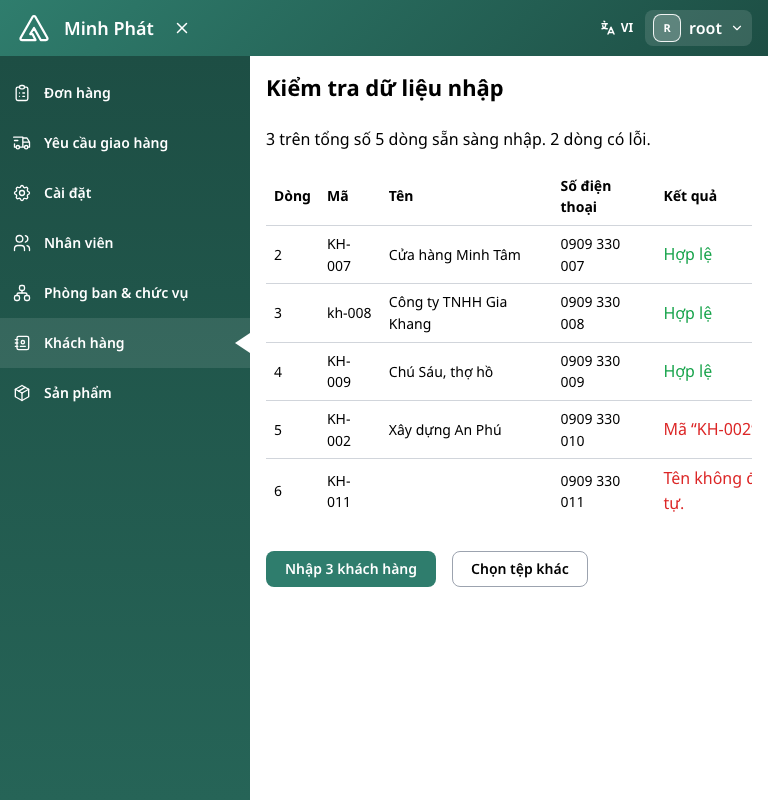 Minh Phát
VI
R
root
Đơn hàng
Yêu cầu giao hàng
Cài đặt
Nhân viên
Phòng ban & chức vụ
Khách hàng
Sản phẩm
Kiểm tra dữ liệu nhập
3 trên tổng số 5 dòng sẵn sàng nhập. 2 dòng có lỗi.
Dòng Mã Tên Số điện thoại Kết quả
2 KH-007 Cửa hàng Minh Tâm 0909 330 007 Hợp lệ
3 kh-008 Công ty TNHH Gia Khang 0909 330 008 Hợp lệ
4 KH-009 Chú Sáu, thợ hồ 0909 330 009 Hợp lệ
5 KH-002 Xây dựng An Phú 0909 330 010 Mã “KH-002
6 KH-011 0909 330 011 Tên không
tự.
Nhập 3 khách hàng
Chọn tệp khác